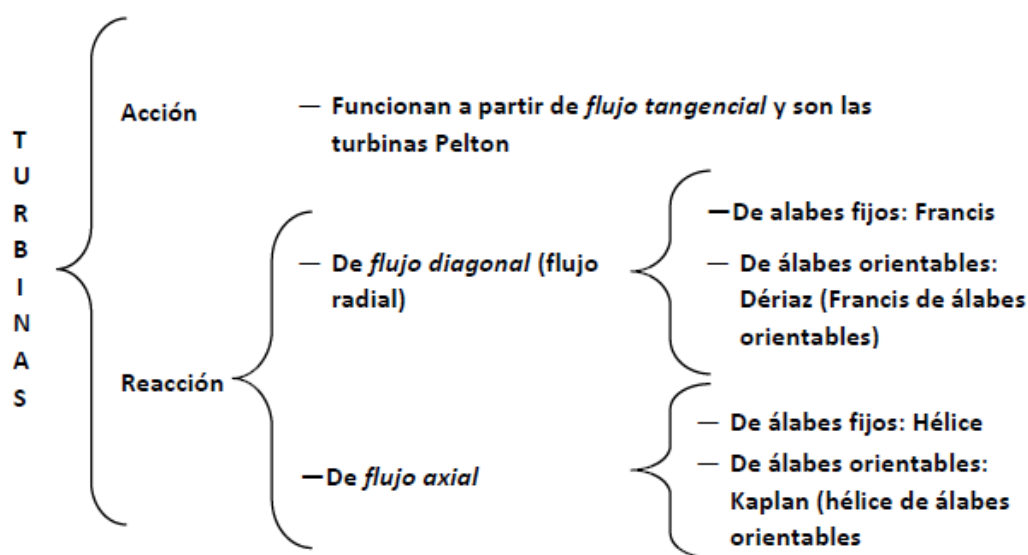 TURBINAS
Acción
— Funcionan a partir de flujo tangencial y son las
turbinas Pelton
Reacción
— De flujo diagonal (flujo
radial)
—De alabes fijos: Francis
— De álabes orientables:
Dériaz (Francis de álabes
orientables)
—De flujo axial
— De álabes fijos: Hélice
— De álabes orientables:
Kaplan (hélice de álabes
orientables